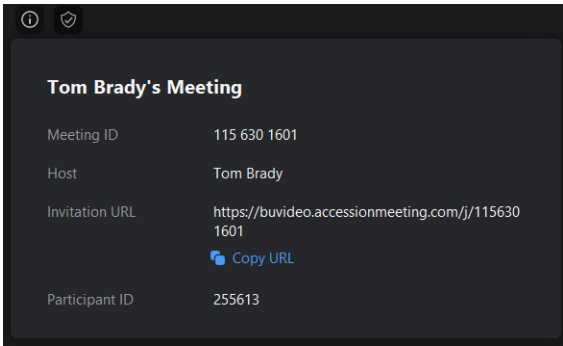 Tom Brady's Meeting
Meeting ID 115 630 1601
Host Tom Brady
Invitation URL https://buvideo.accessionmeeting.com/j/115630
1601
Copy URL
Participant ID 255613